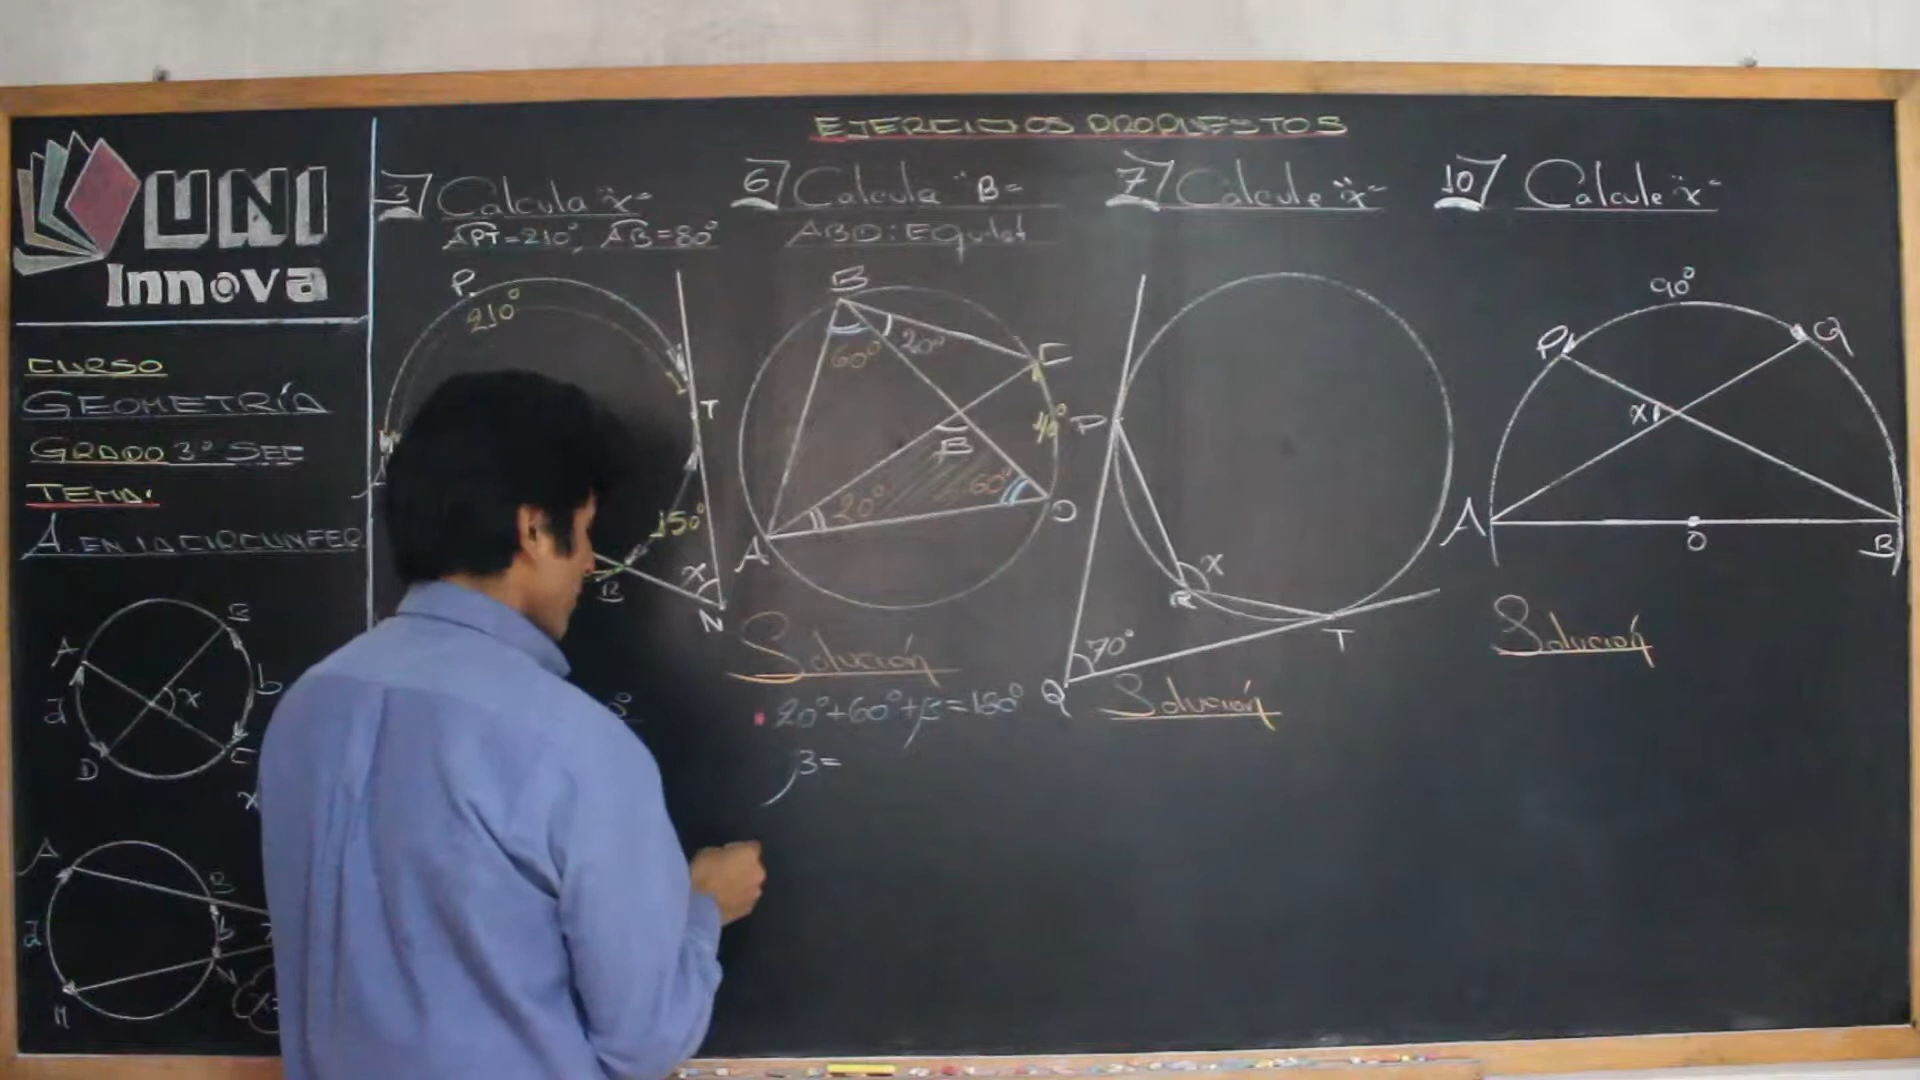 EJERCICIOS PROPUESTOS
UNI
Innova
CURSO
GEOMETRÍA
GRADO 3° SEC
TEMA:
A EN LA CIRCUNFER
A
E
x
b
a
D
C
x
A
B
b
a
M
x=
3 Calcula "x"
APT=210°, AB=80°
P
210°
T
A
150°
x
B
N
0°
6 Calcula "B"
ABD: Equilat
B
60°
20°
C
40°
B
20°
60°
D
A
Solución
20°+60°+β=180°
β=
7 Calcule "x"
P
x
R
T
70°
Q
Solución
10 Calcule "x"
90°
P
Q
x
A
O
B
Solución